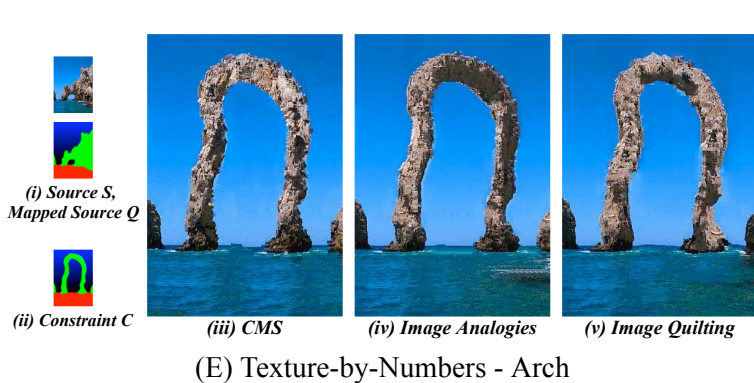 (i) Source S,
Mapped Source Q
(ii) Constraint C
(iii) CMS
(iv) Image Analogies
(v) Image Quilting
(E) Texture-by-Numbers - Arch